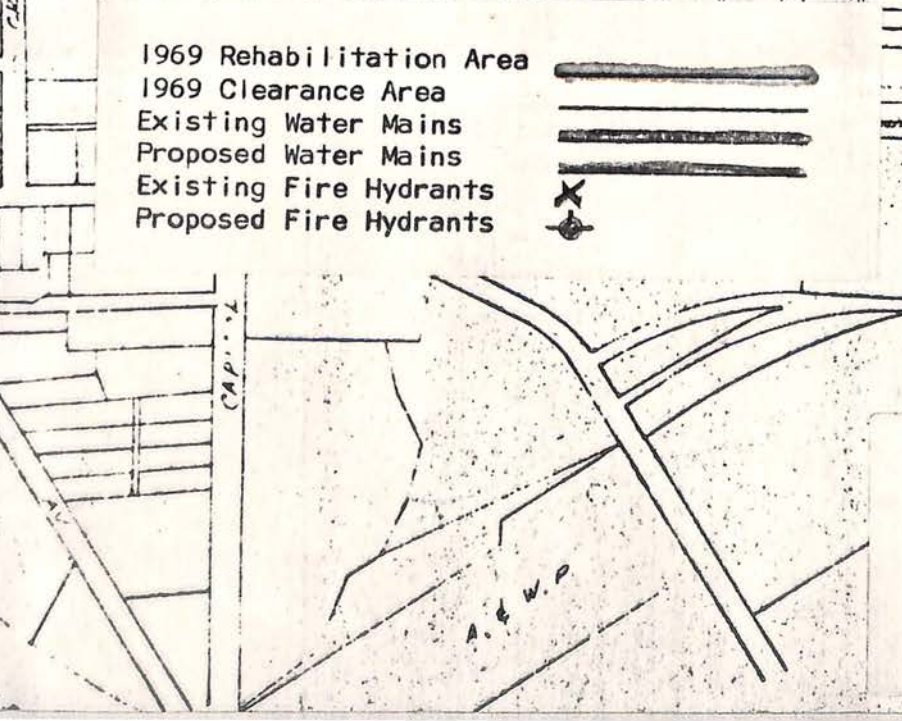 1969 Rehabilitation Area
1969 Clearance Area
Existing Water Mains
Proposed Water Mains
Existing Fire Hydrants
Proposed Fire Hydrants
A. & W. P.